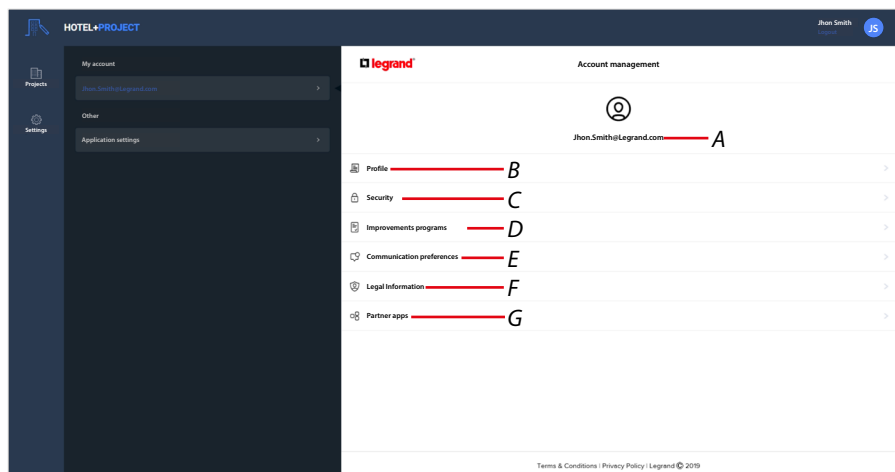 HOTEL+PROJECT
Jhon Smith
Logout
JS
Projects
Settings
My account
Jhon.Smith@Legrand.com
Other
Application settings
legrand®
Account management
Jhon.Smith@Legrand.com A
Profile B
Security C
Improvements programs D
Communication preferences E
Legal Information F
Partner apps G
Terms & Conditions | Privacy Policy | Legrand © 2019